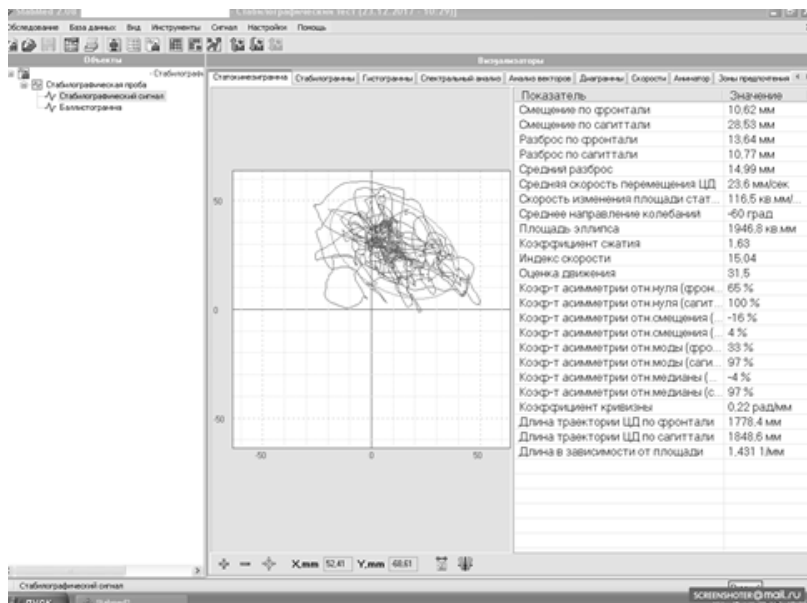 StabMed 2.08
Стабилографический тест (23.12.2017 - 10:29)
Обследование База данных Вид Инструменты Сигнал Настройки Помощь
Объекты
Визуализаторы
-Стабилограф
Стабилографическая проба
Стабилографический сигнал
Баллистограмма
Статокинезиграмма Стабилограммы Гистограммы Спектральный анализ Анализ векторов Диаграммы Скорости Аниматор Зоны предпочтения
Показатель Значение
Смещение по фронтали 10,62 мм
Смещение по сагиттали 28,53 мм
Разброс по фронтали 13,64 мм
Разброс по сагиттали 10,77 мм
Средний разброс 14,99 мм
Средняя скорость перемещения ЦД 23,6 мм/сек
Скорость изменения площади стат... 116,5 кв.мм/...
Среднее направление колебаний -60 град
Площадь эллипса 1946,8 кв.мм
Коэффициент сжатия 1,63
Индекс скорости 15,04
Оценка движения 31,5
Коэф-т асимметрии отн.нуля (фрон... 65 %
Коэф-т асимметрии отн.нуля (сагит... 100 %
Коэф-т асимметрии отн.смещения (... -16 %
Коэф-т асимметрии отн.смещения (... 4 %
Коэф-т асимметрии отн.моды (фро... 33 %
Коэф-т асимметрии отн.моды (саги... 97 %
Коэф-т асимметрии отн.медианы (... -4 %
Коэф-т асимметрии отн.медианы (с... 97 %
Коэффициент кривизны 0,22 рад/мм
Длина траектории ЦД по фронтали 1778,4 мм
Длина траектории ЦД по сагиттали 1848,6 мм
Длина в зависимости от площади 1,431 1/мм
50
0
-50
-50 0 50
X,mm 52,41 Y,mm -68,61
Стабилографический сигнал
пуск
SCREENSHOTER@mail.ru